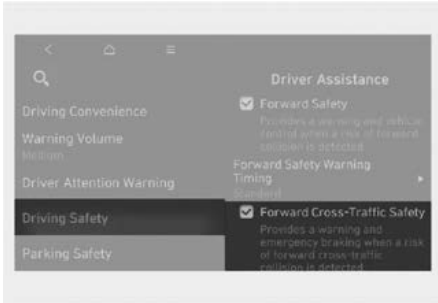 Driving Convenience
Warning Volume
Medium
Driver Attention Warning
Driving Safety
Parking Safety
Driver Assistance
Forward Safety
Provides a warning and vehicle
control when a risk of forward
collision is detected
Forward Safety Warning
Timing
Standard
Forward Cross-Traffic Safety
Provides a warning and
emergency braking when a risk
of forward cross-traffic
collision is detected